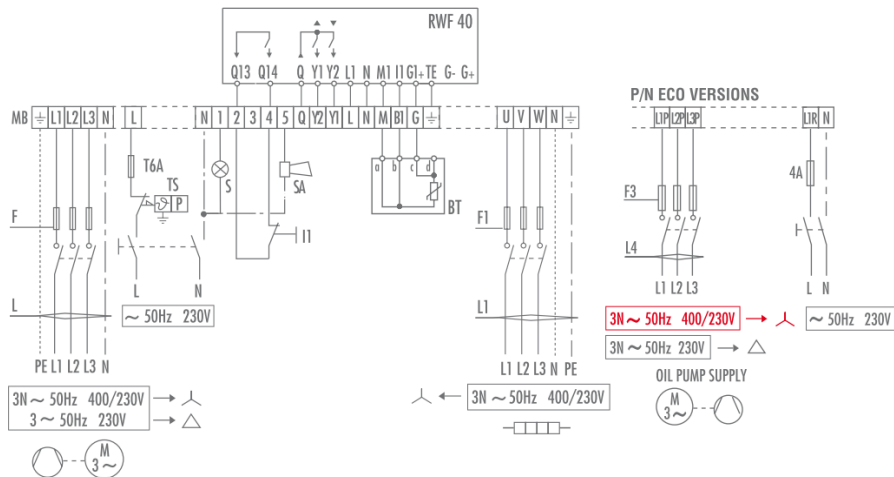 RWF 40
Q13 Q14 Q Y1 Y2 L1 N M1 I1 G1+ TE G- G+
P/N ECO VERSIONS
MB L1 L2 L3 N L N 1 2 3 4 5 Q Y2 Y1 L N M B1 G U V W N L1P L2P L3P L1R N
T6A
TS
P
S
SA
a b c d
BT
4A
F
F1
F3
I1
L4
L N
L1 L2 L3
L N
L
~ 50Hz 230V
L1
3N ~ 50Hz 400/230V
~ 50Hz 230V
3N ~ 50Hz 230V
PE L1 L2 L3 N
L1 L2 L3 N PE
OIL PUMP SUPPLY
3N ~ 50Hz 400/230V
3 ~ 50Hz 230V
3N ~ 50Hz 400/230V
M
3 ~
M
3 ~